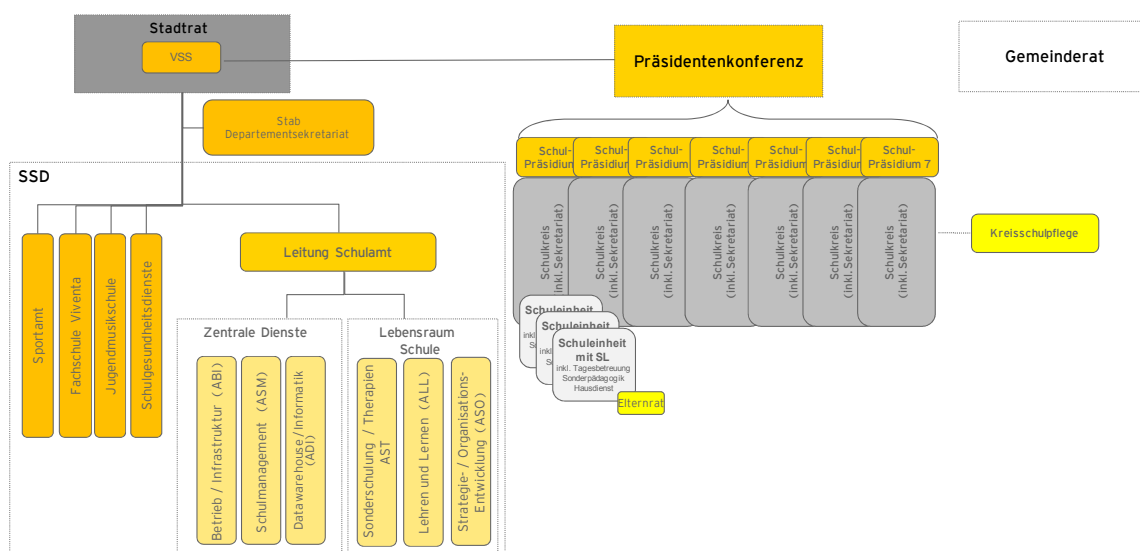 Stadtrat
VSS
Präsidentenkonferenz
Gemeinderat
Stab
Departementsekretariat
Schul-
Präsidium
Schul-
Präsidium
Schul-
Präsidium
Schul-
Präsidium
Schul-
Präsidium
Schul-
Präsidium
Schul-
Präsidium 7
SSD
Schulkreis
(inkl. Sekretariat)
Schulkreis
(inkl. Sekretariat)
Schulkreis
(inkl. Sekretariat)
Schulkreis
(inkl. Sekretariat)
Schulkreis
(inkl. Sekretariat)
Schulkreis
(inkl. Sekretariat)
Schulkreis
(inkl. Sekretariat)
Kreisschulpflege
Leitung Schulamt
Sportamt
Fachschule Viventa
Jugendmusikschule
Schulgesundheitsdienste
Zentrale Dienste
Betrieb / Infrastruktur (ABI)
Schulmanagement (ASM)
Datawarehouse/Informatik
(ADI)
Lebensraum
Schule
Sonderschulung / Therapien
AST
Lehren und Lernen (ALL)
Strategie- / Organisations-
Entwicklung (ASO)
Schuleinheit
Schuleinheit
Schuleinheit
mit SL
inkl. Tagesbetreuung
Sonderpädagogik
Hausdienst
Elternrat